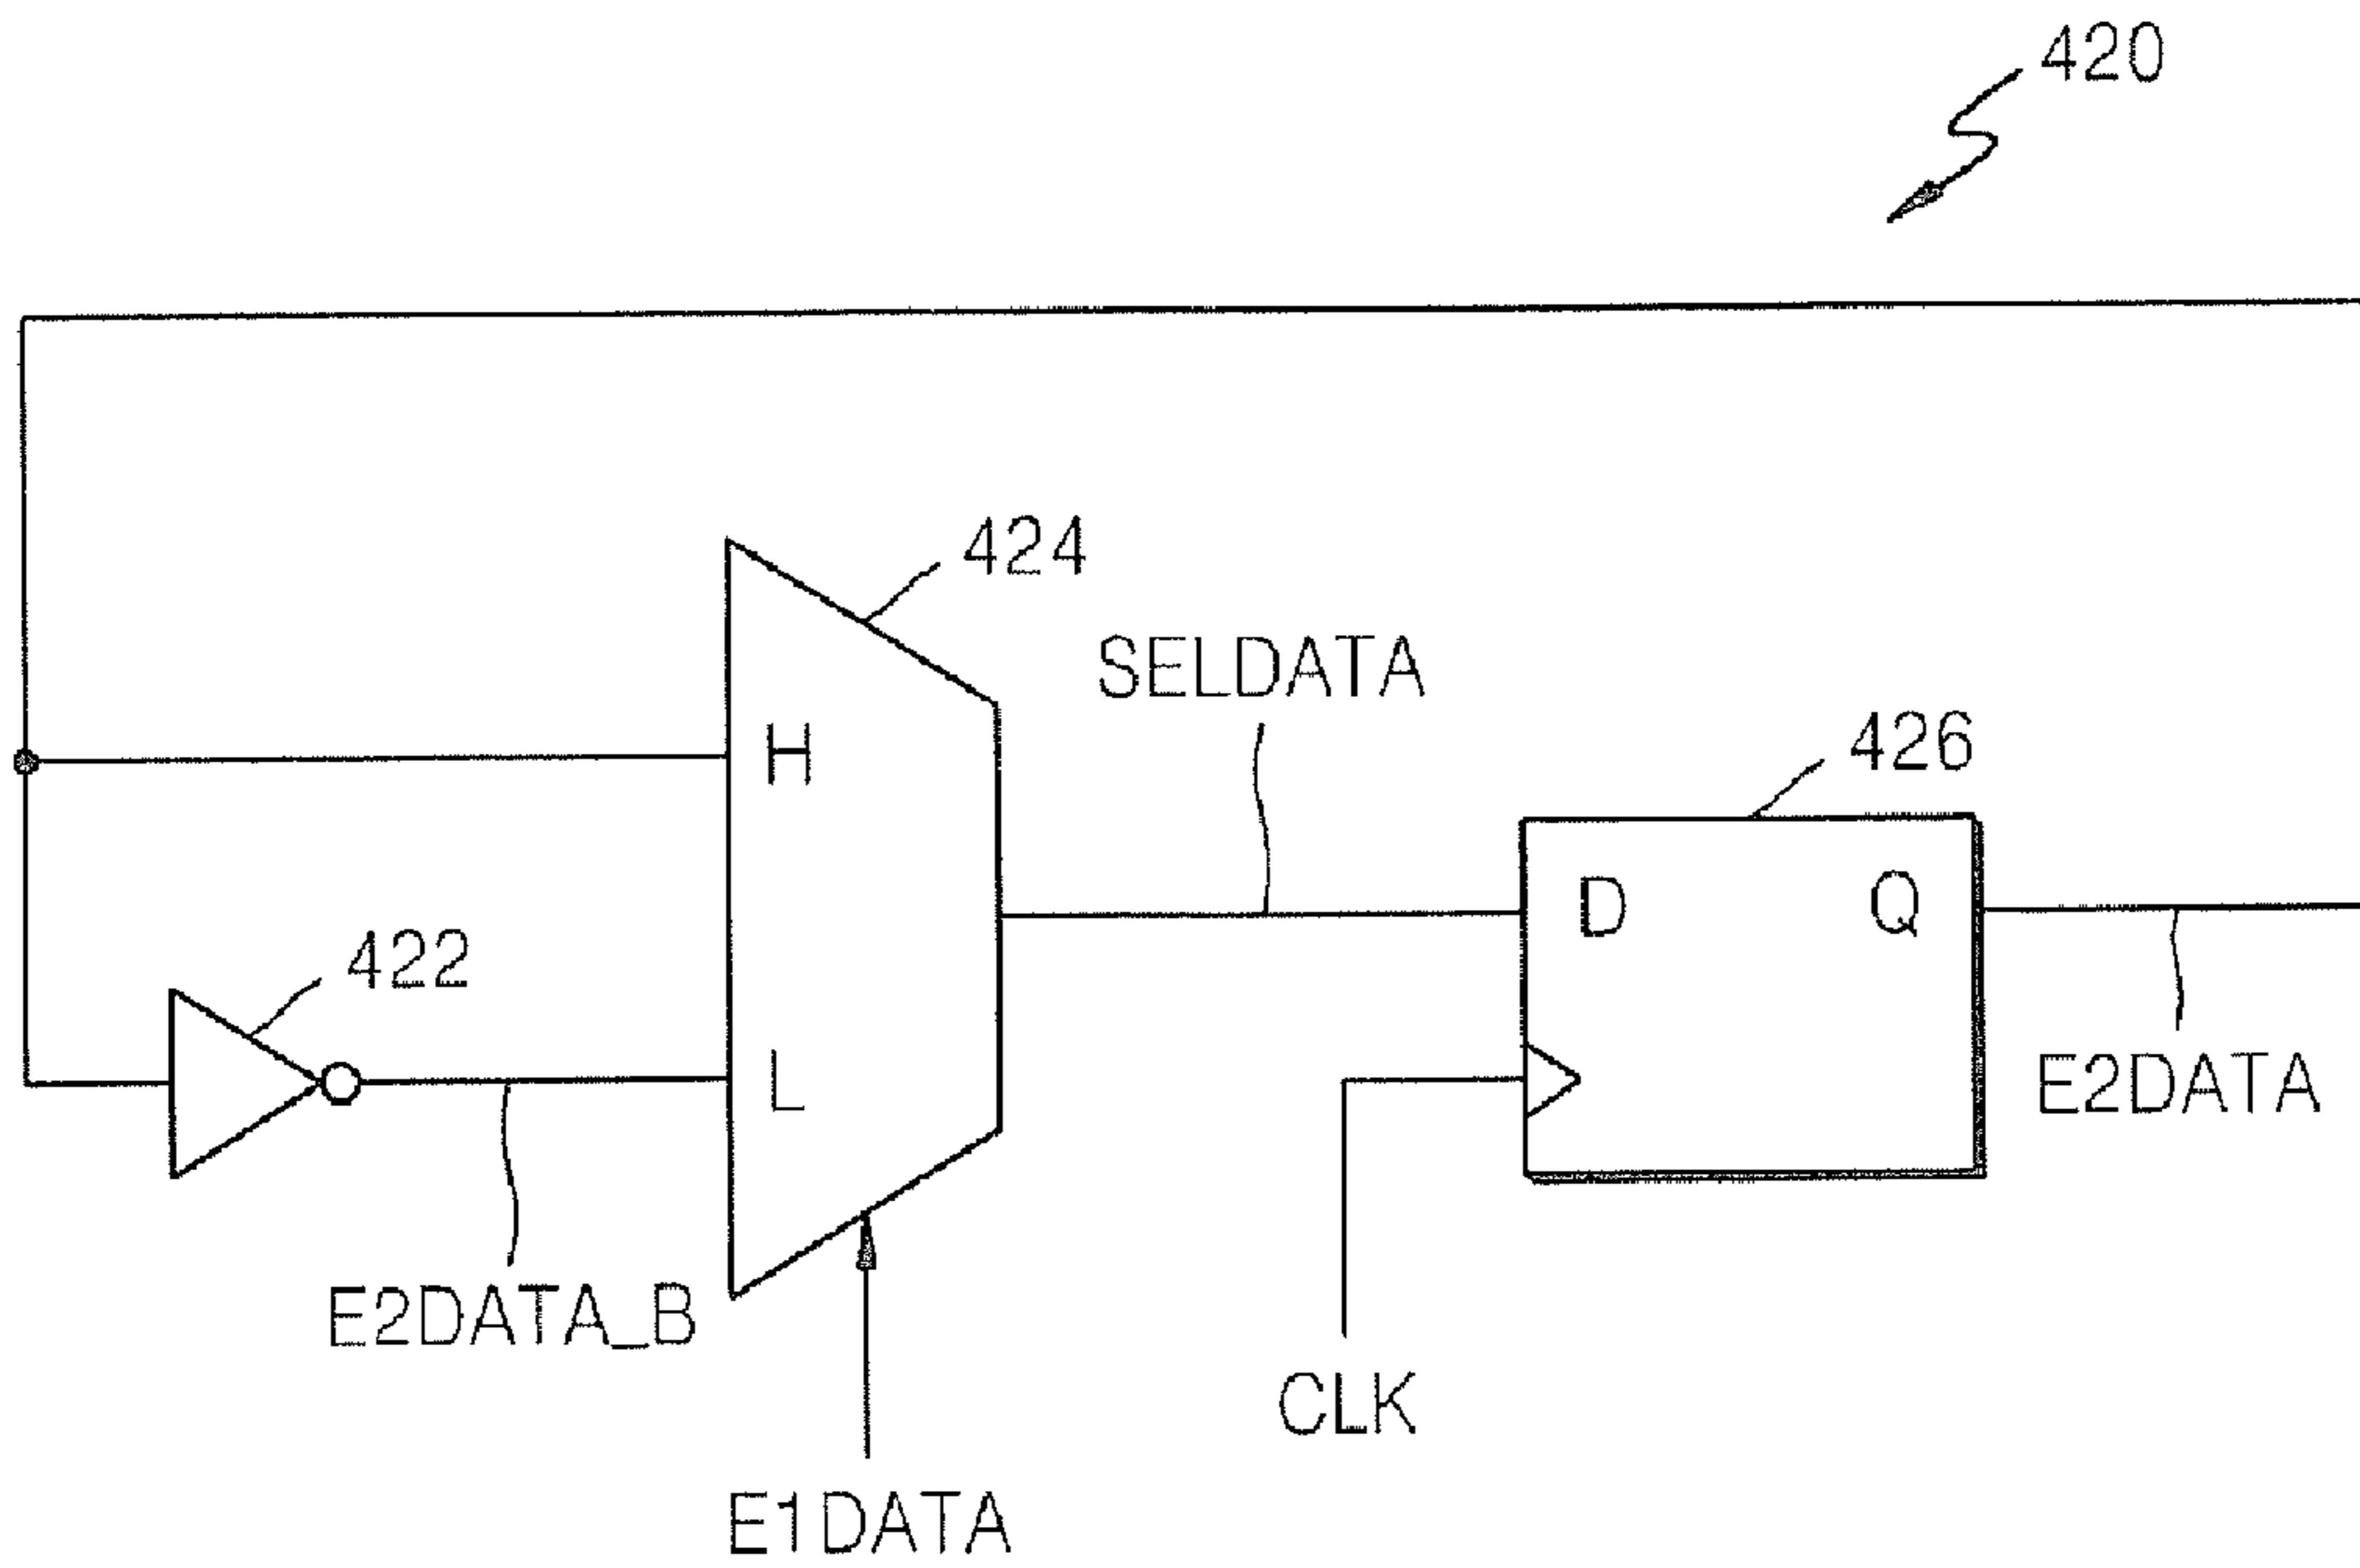 420
424
SELDATA
H
426
D
Q
422
L
E2DATA
E2DATA_B
CLK
E1DATA